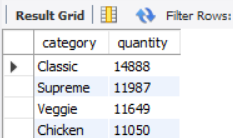 Result Grid Filter Rows:
category quantity
Classic 14888
Supreme 11987
Veggie 11649
Chicken 11050